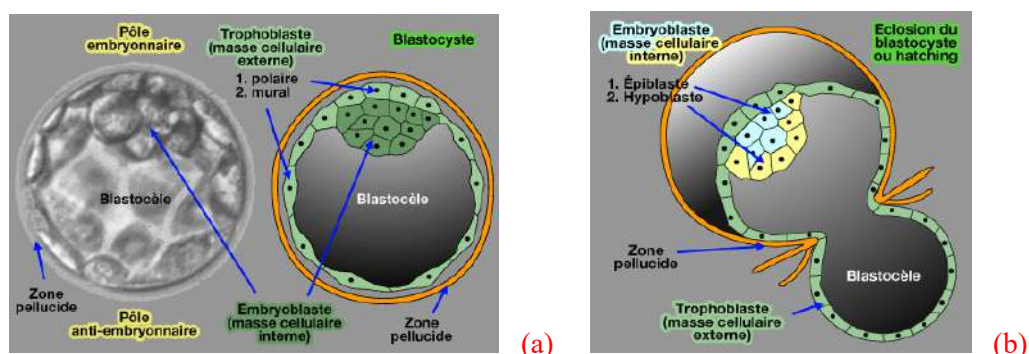 Pôle
embryonnaire
Trophoblaste
(masse cellulaire
externe)
1. polaire
2. mural
Blastocyste
Blastocèle
Blastocèle
Zone
pellucide
Pôle
anti-embryonnaire
Embryoblaste
(masse cellulaire
interne)
Zone
pellucide
(a)
Embryoblaste
(masse cellulaire
interne)
1. Épiblaste
2. Hypoblaste
Eclosion du
blastocyste
ou hatching
Zone
pellucide
Blastocèle
Trophoblaste
(masse cellulaire
externe)
(b)